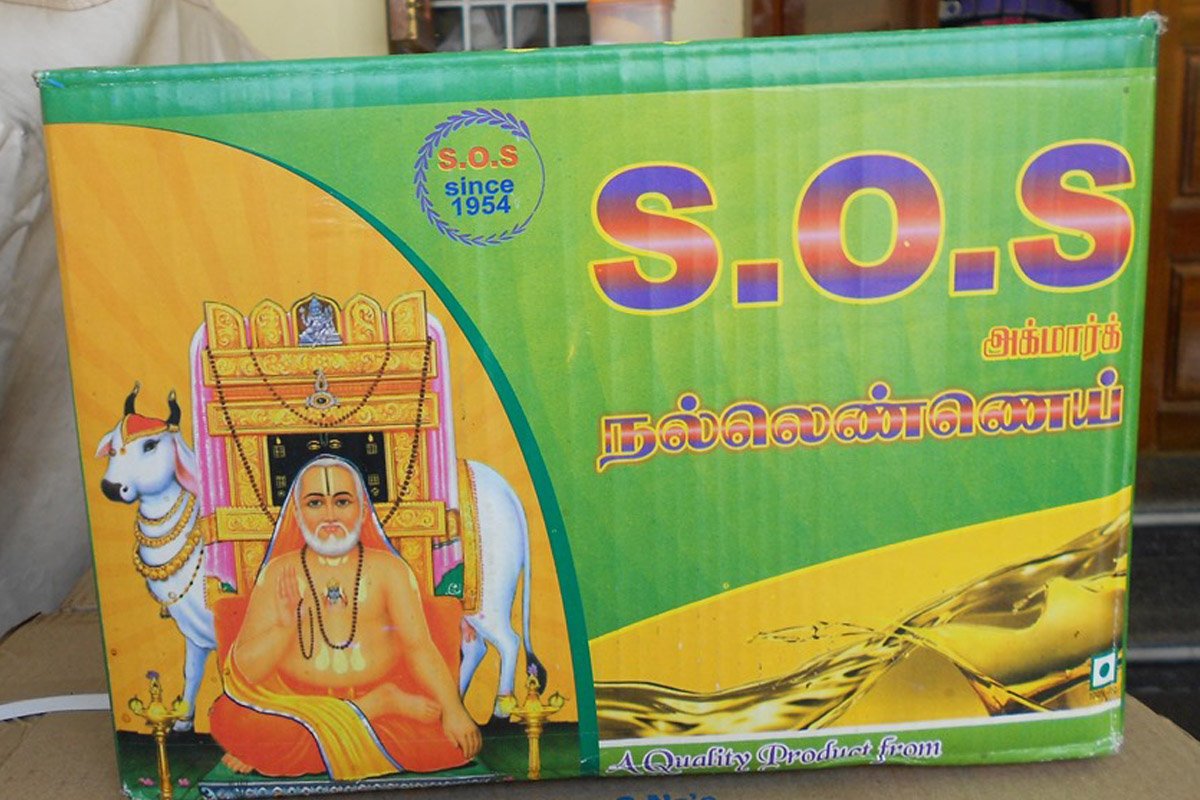 S.O.S
since
1954
S.O.S
அக்மார்க்
நல்லெண்ணெய்
A Quality Product from